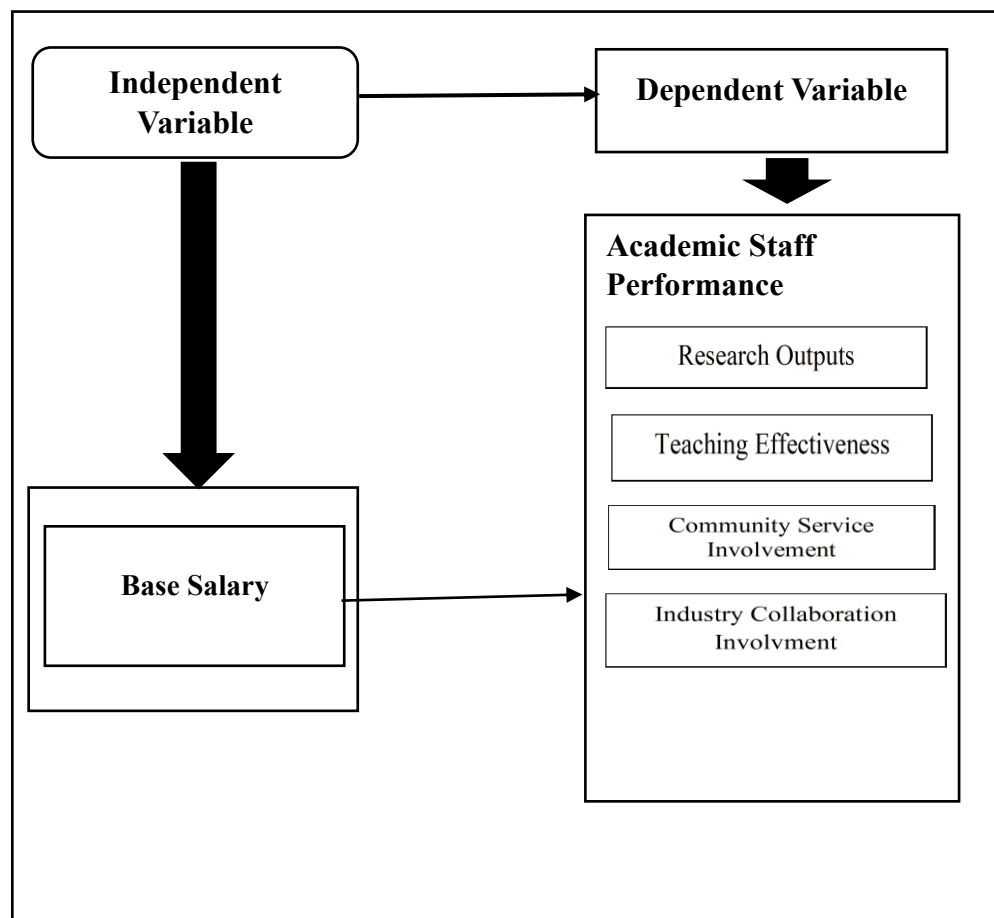 Independent
Variable
Dependent Variable
Academic Staff
Performance
Research Outputs
Teaching Effectiveness
Community Service
Involvement
Industry Collaboration
Involvment
Base Salary